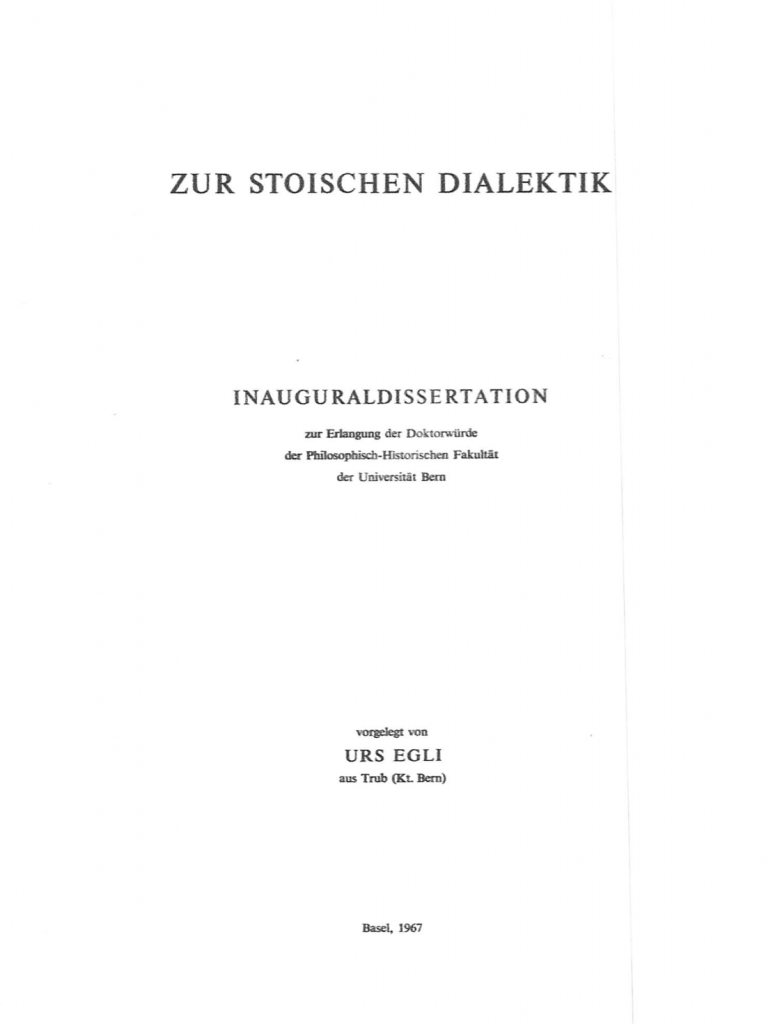 ZUR STOISCHEN DIALEKTIK
INAUGURALDISSERTATION
zur Erlangung der Doktorwürde
der Philosophisch-Historischen Fakultät
der Universität Bern
vorgelegt von
URS EGLI
aus Trub (Kt. Bern)
Basel, 1967